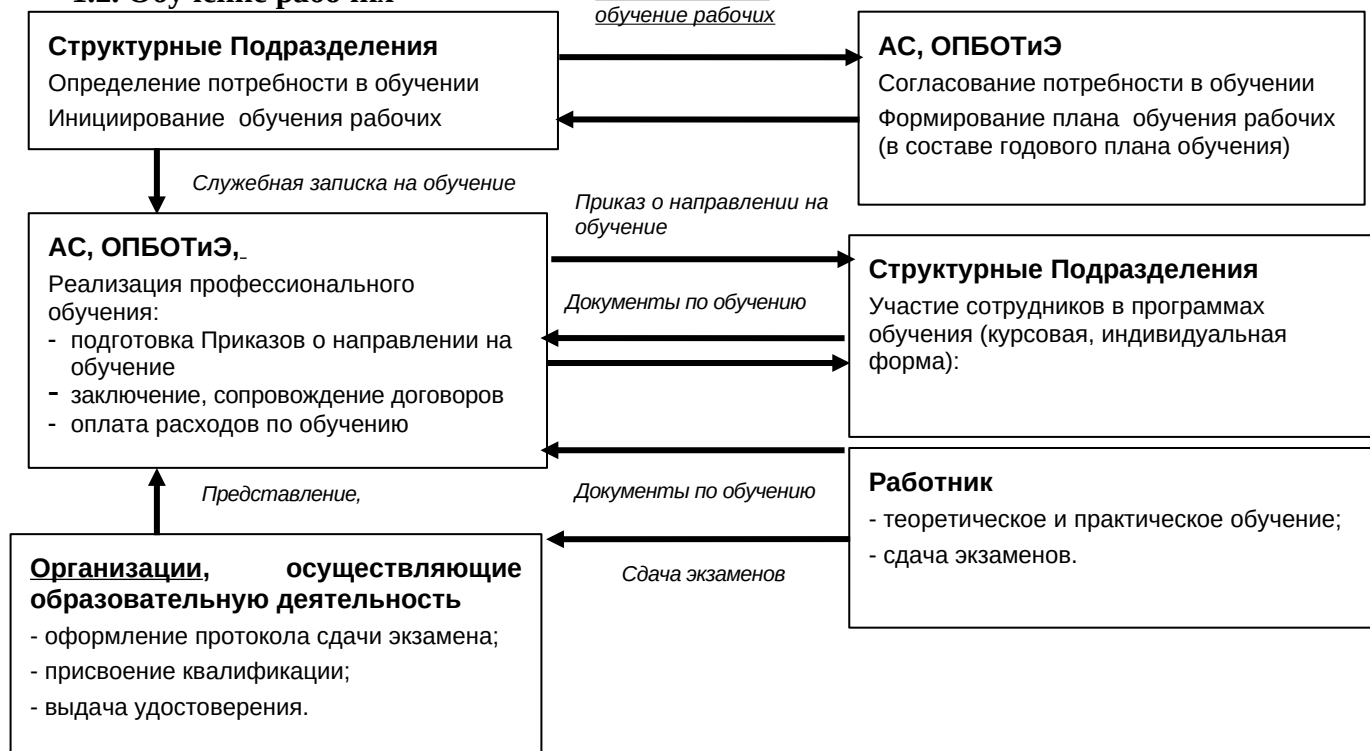 1.2. Обучение рабочих
обучение рабочих
Структурные Подразделения
Определение потребности в обучении
Инициирование обучения рабочих
АС, ОПБОТиЭ
Согласование потребности в обучении
Формирование плана обучения рабочих
(в составе годового плана обучения)
Служебная записка на обучение
Приказ о направлении на
обучение
АС, ОПБОТиЭ,
Реализация профессионального
обучения:
- подготовка Приказов о направлении на
обучение
- заключение, сопровождение договоров
- оплата расходов по обучению
Документы по обучению
Структурные Подразделения
Участие сотрудников в программах
обучения (курсовая, индивидуальная
форма):
Представление,
Документы по обучению
Работник
- теоретическое и практическое обучение;
- сдача экзаменов.
Сдача экзаменов
Организации, осуществляющие
образовательную деятельность
- оформление протокола сдачи экзамена;
- присвоение квалификации;
- выдача удостоверения.